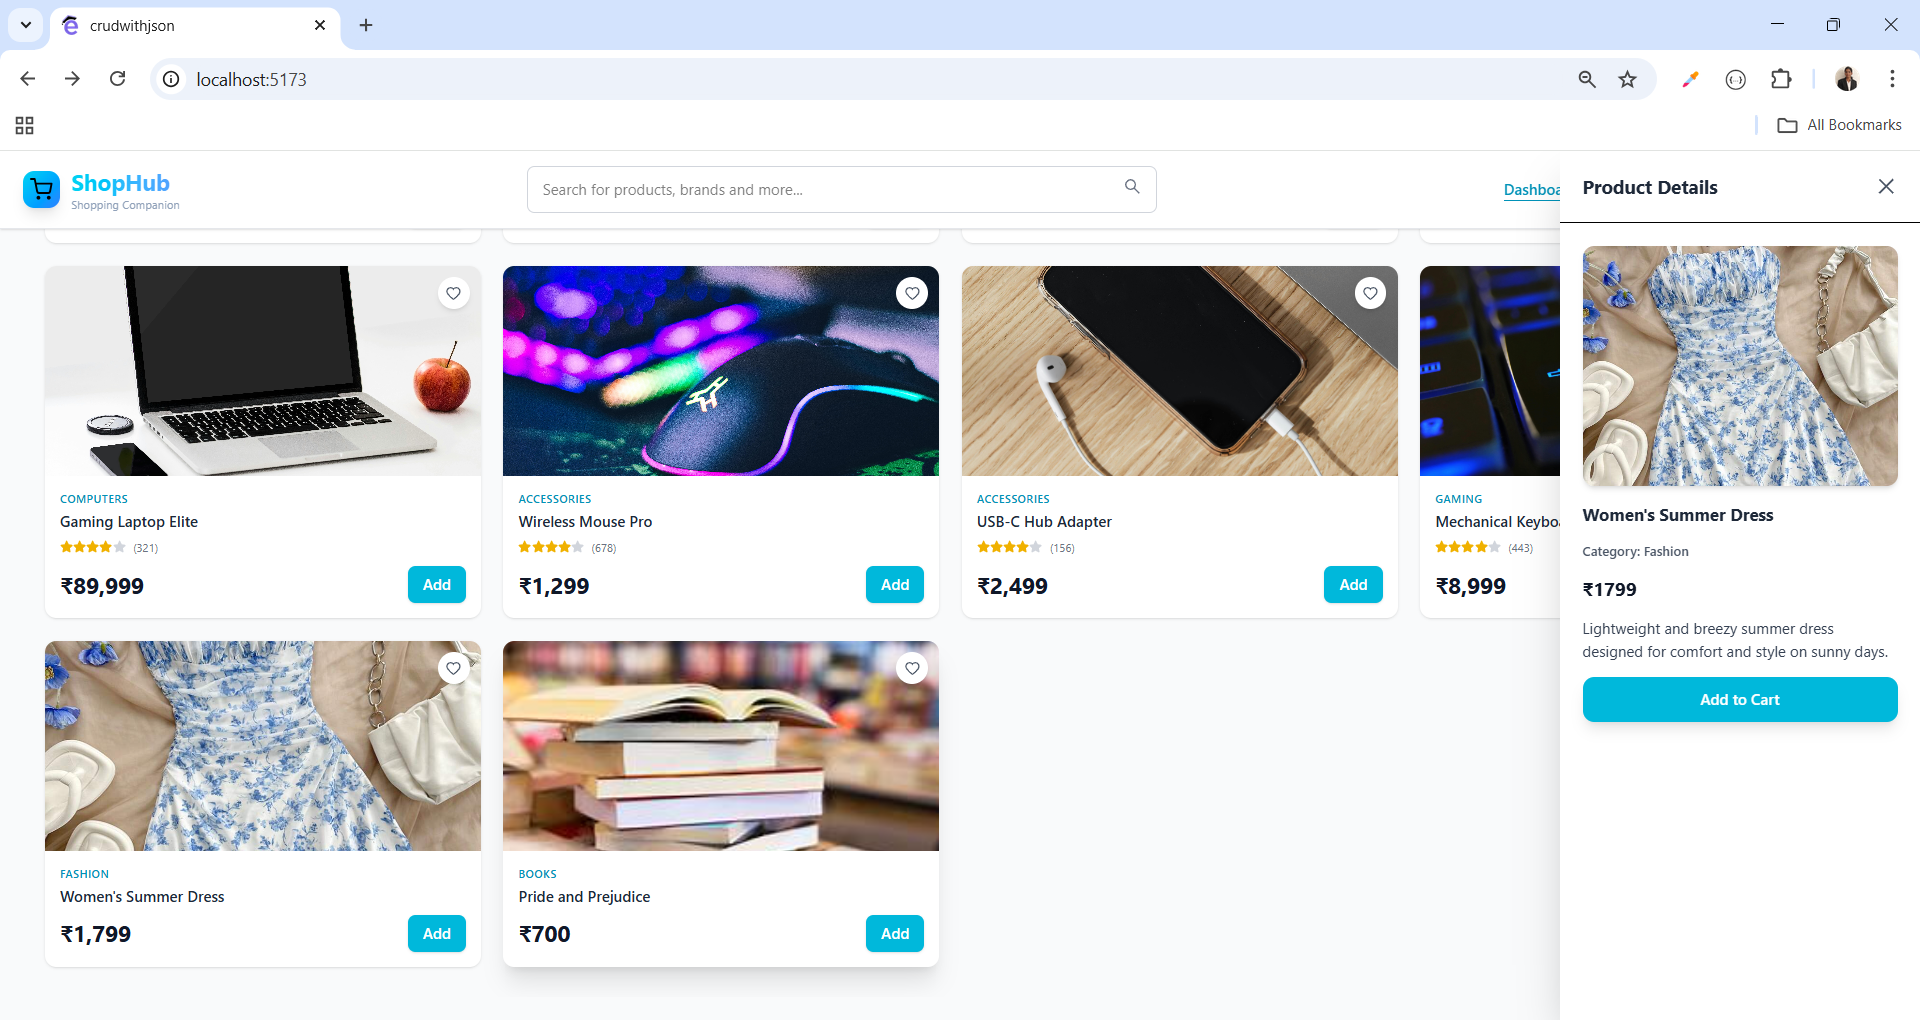 crudwithjson
localhost:5173
All Bookmarks
ShopHub
Shopping Companion
Search for products, brands and more...
Dashboa
COMPUTERS
Gaming Laptop Elite
(321)
₹89,999
Add
ACCESSORIES
Wireless Mouse Pro
(678)
₹1,299
Add
ACCESSORIES
USB-C Hub Adapter
(156)
₹2,499
Add
GAMING
Mechanical Keybo
(443)
₹8,999
FASHION
Women's Summer Dress
₹1,799
Add
BOOKS
Pride and Prejudice
₹700
Add
Product Details
Women's Summer Dress
Category: Fashion
₹1799
Lightweight and breezy summer dress
designed for comfort and style on sunny days.
Add to Cart